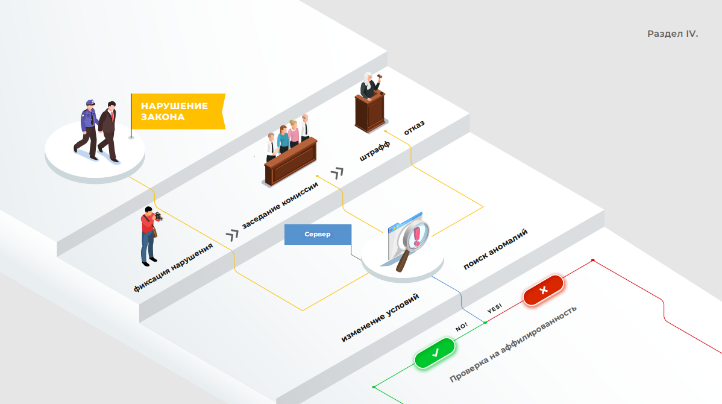 Раздел IV.
НАРУШЕНИЕ
ЗАКОНА
отказ
штрафф
заседание комиссии
фиксация нарушения
Сервер
поиск аномалий
изменение условий
YES!
NO!
Проверка на аффилированность